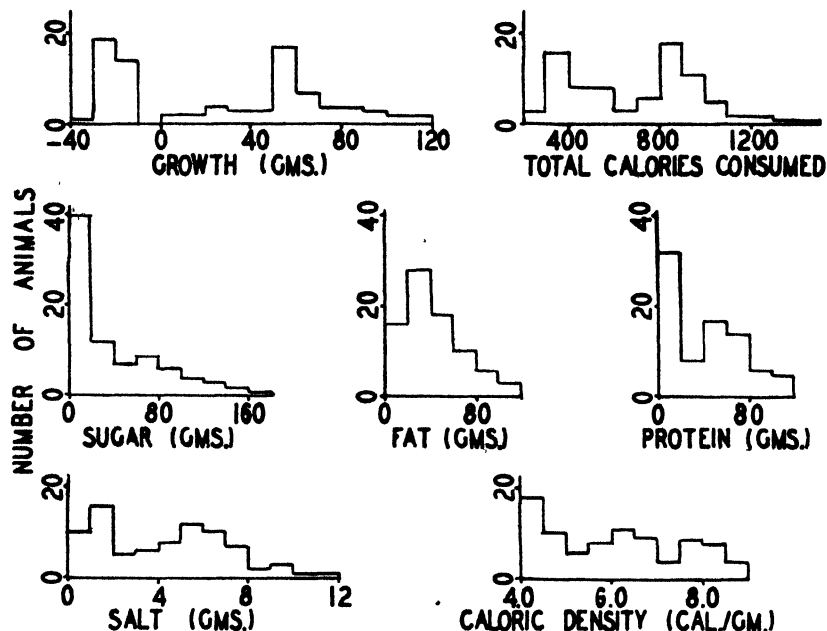 20
0
-40 0 40 80 120
GROWTH (GMS.)
20
0
400 800 1200
TOTAL CALORIES CONSUMED
NUMBER OF ANIMALS
40
20
0
0 80 160
SUGAR (GMS.)
40
20
0
0 80
FAT (GMS.)
40
20
0
0 80
PROTEIN (GMS.)
20
0
0 4 8 12
SALT (GMS.)
20
0
4.0 6.0 8.0
CALORIC DENSITY (CAL./GM.)